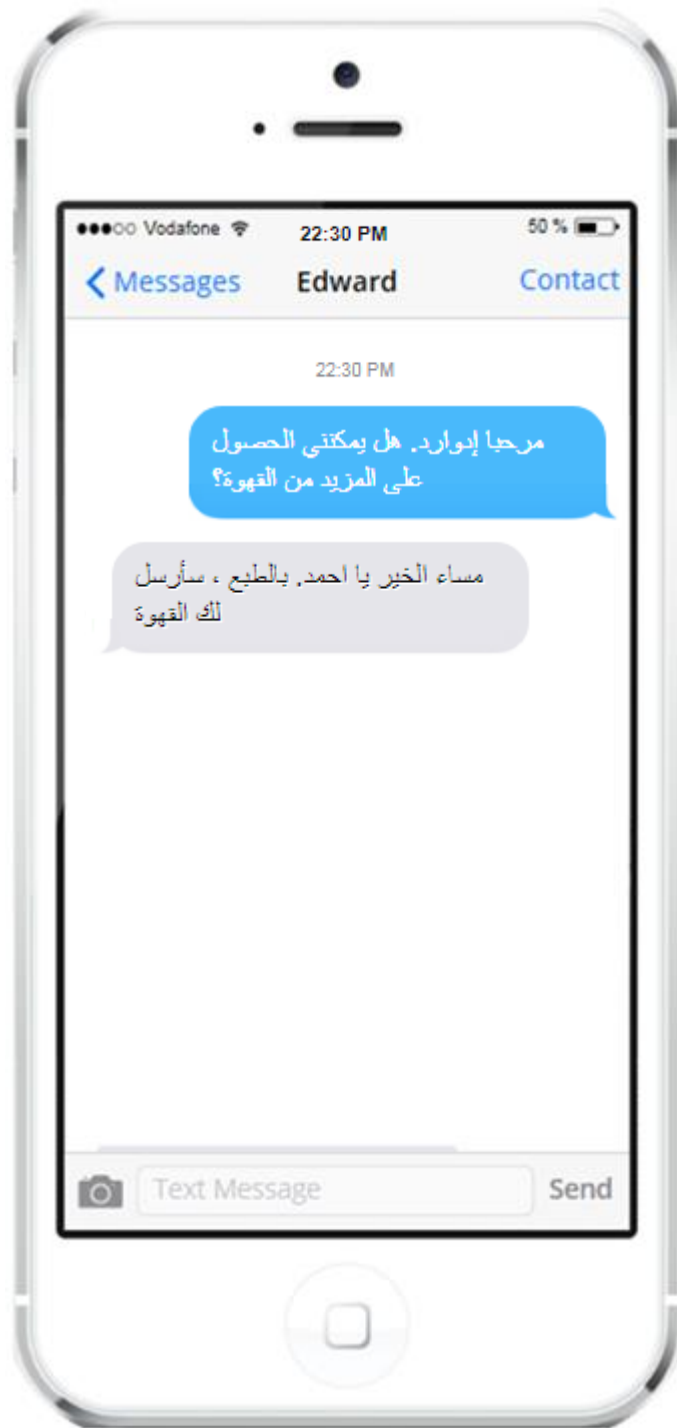 Vodafone 22:30 PM 50 %
Messages Edward Contact
22:30 PM
مرحبا إدوارد. هل يمكنني الحصول
على المزيد من القهوة؟
مساء الخير يا احمد. بالطبع ، سأرسل
لك القهوة
Text Message Send